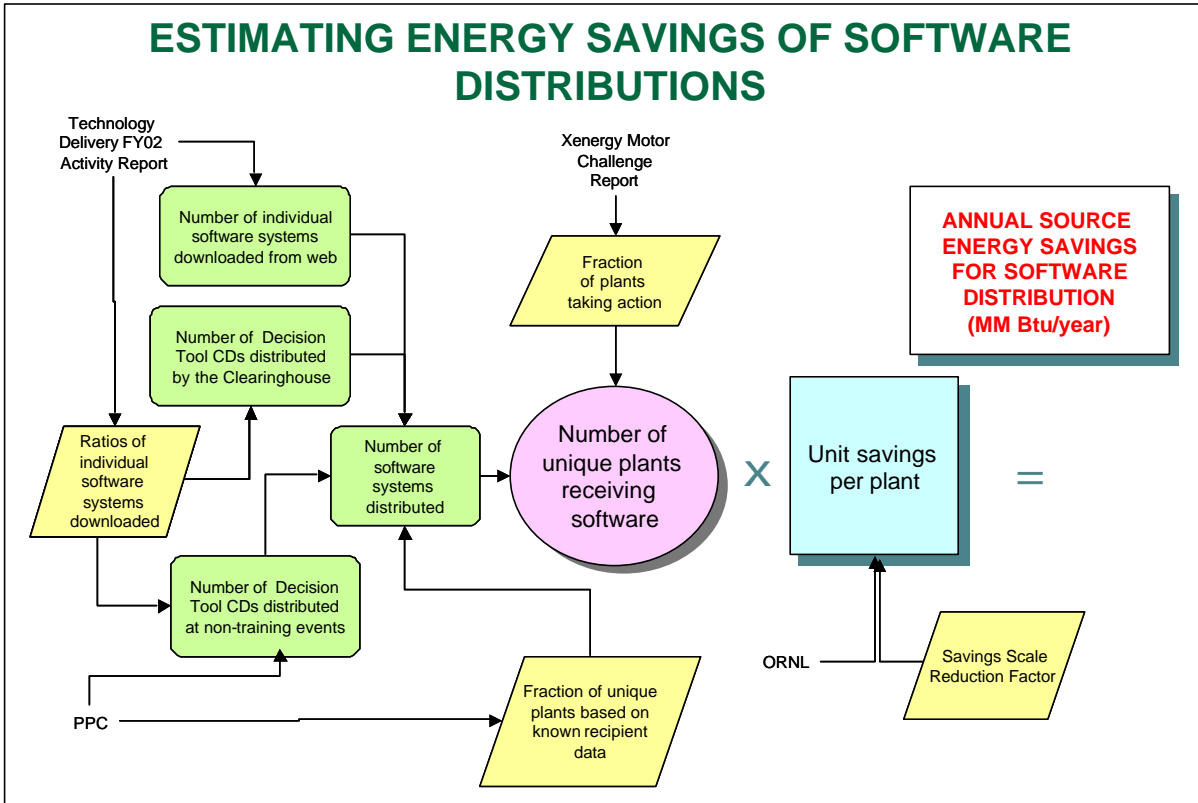 ESTIMATING ENERGY SAVINGS OF SOFTWARE
DISTRIBUTIONS
Technology
Delivery FY02
Activity Report
Xenergy Motor
Challenge
Report
Number of individual
software systems
downloaded from web
ANNUAL SOURCE
ENERGY SAVINGS
FOR SOFTWARE
DISTRIBUTION
(MM Btu/year)
Fraction
of plants
taking action
Number of Decision
Tool CDs distributed
by the Clearinghouse
Ratios of
individual
software
systems
downloaded
Number of
software
systems
distributed
Number of
unique plants
receiving
software
x
Unit savings
per plant
=
Number of Decision
Tool CDs distributed
at non-training events
ORNL
Savings Scale
Reduction Factor
PPC
Fraction of unique
plants based on
known recipient
data